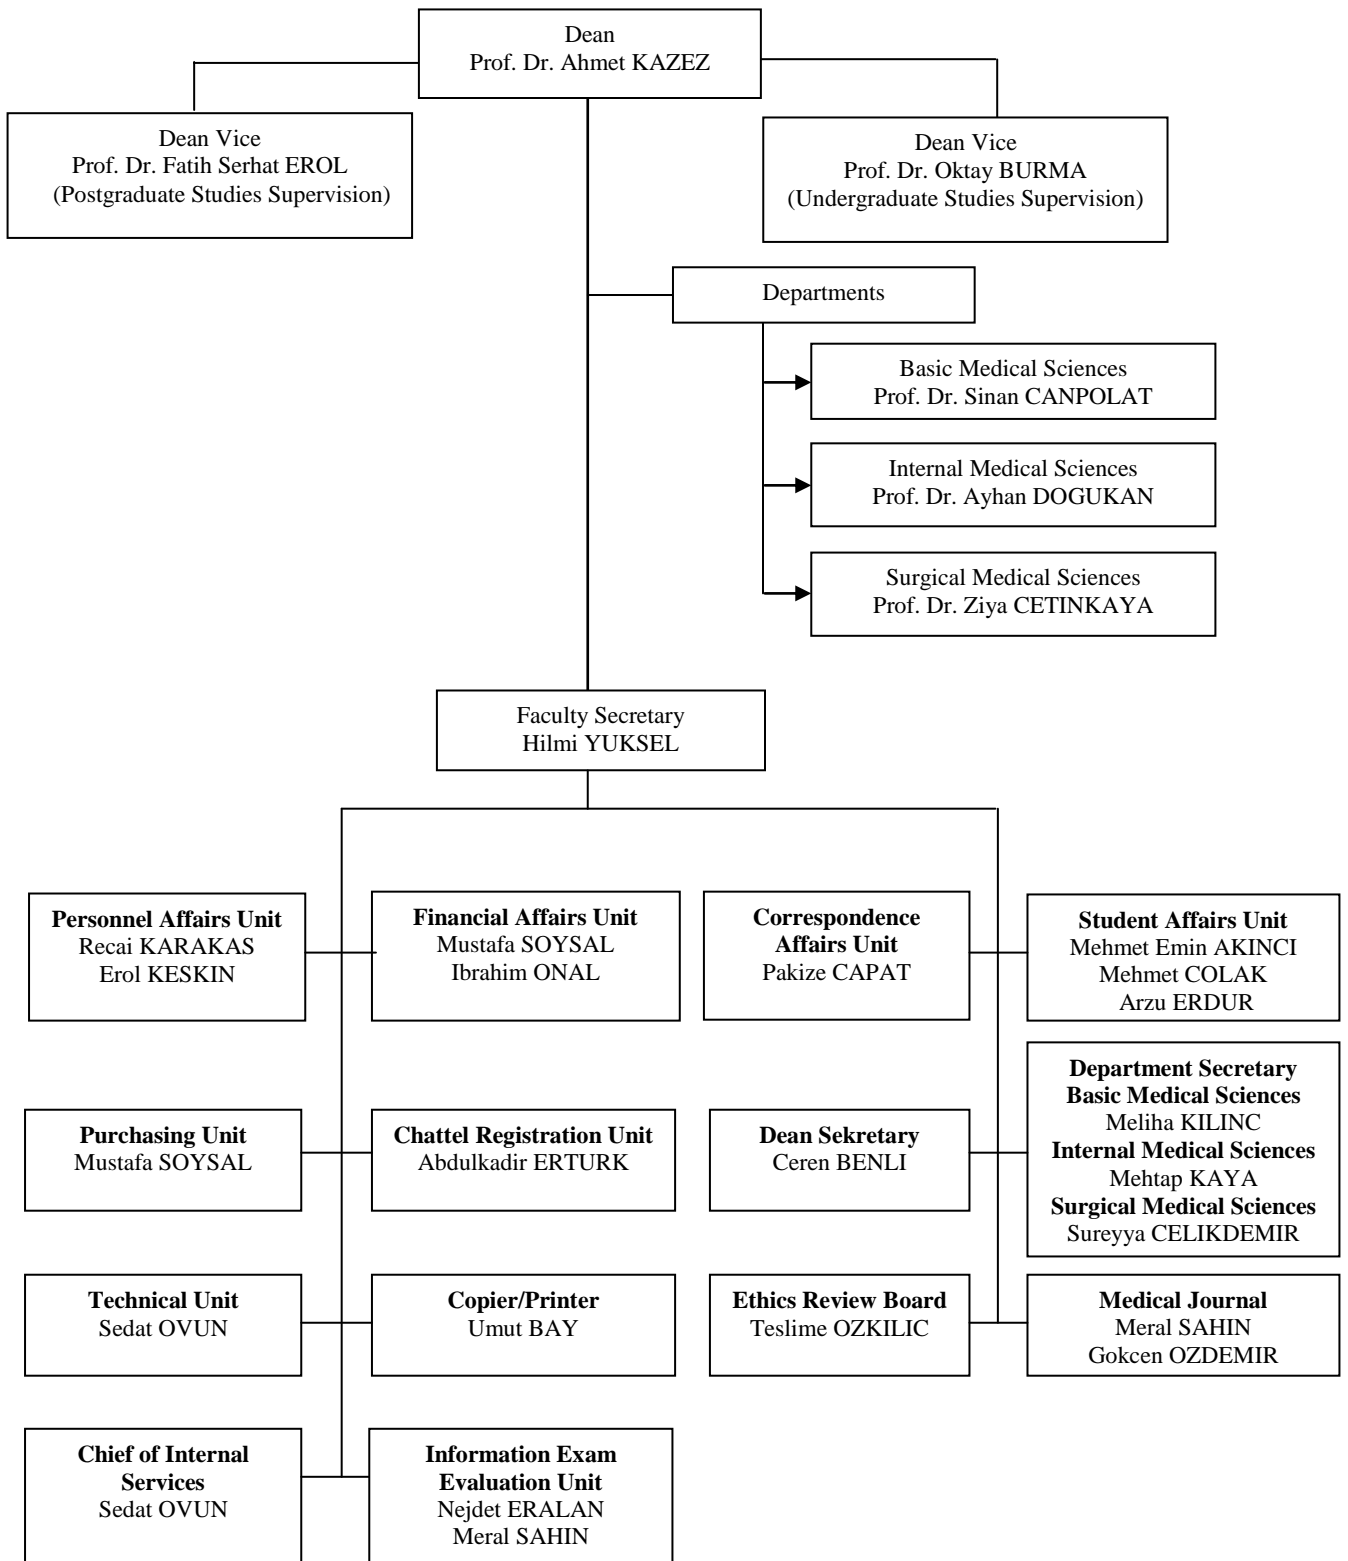 Dean
Prof. Dr. Ahmet KAZEZ
Dean Vice
Prof. Dr. Fatih Serhat EROL
(Postgraduate Studies Supervision)
Dean Vice
Prof. Dr. Oktay BURMA
(Undergraduate Studies Supervision)
Departments
Basic Medical Sciences
Prof. Dr. Sinan CANPOLAT
Internal Medical Sciences
Prof. Dr. Ayhan DOGUKAN
Surgical Medical Sciences
Prof. Dr. Ziya CETINKAYA
Faculty Secretary
Hilmi YUKSEL
Personnel Affairs Unit
Recai KARAKAS
Erol KESKIN
Financial Affairs Unit
Mustafa SOYSAL
Ibrahim ONAL
Correspondence
Affairs Unit
Pakize CAPAT
Student Affairs Unit
Mehmet Emin AKINCI
Mehmet COLAK
Arzu ERDUR
Purchasing Unit
Mustafa SOYSAL
Chattel Registration Unit
Abdulkadir ERTURK
Dean Sekretary
Ceren BENLI
Department Secretary
Basic Medical Sciences
Meliha KILINC
Internal Medical Sciences
Mehtap KAYA
Surgical Medical Sciences
Sureyya CELIKDEMIR
Technical Unit
Sedat OVUN
Copier/Printer
Umut BAY
Ethics Review Board
Teslime OZKILIC
Medical Journal
Meral SAHIN
Gokcen OZDEMIR
Chief of Internal
Services
Sedat OVUN
Information Exam
Evaluation Unit
Nejdet ERALAN
Meral SAHIN